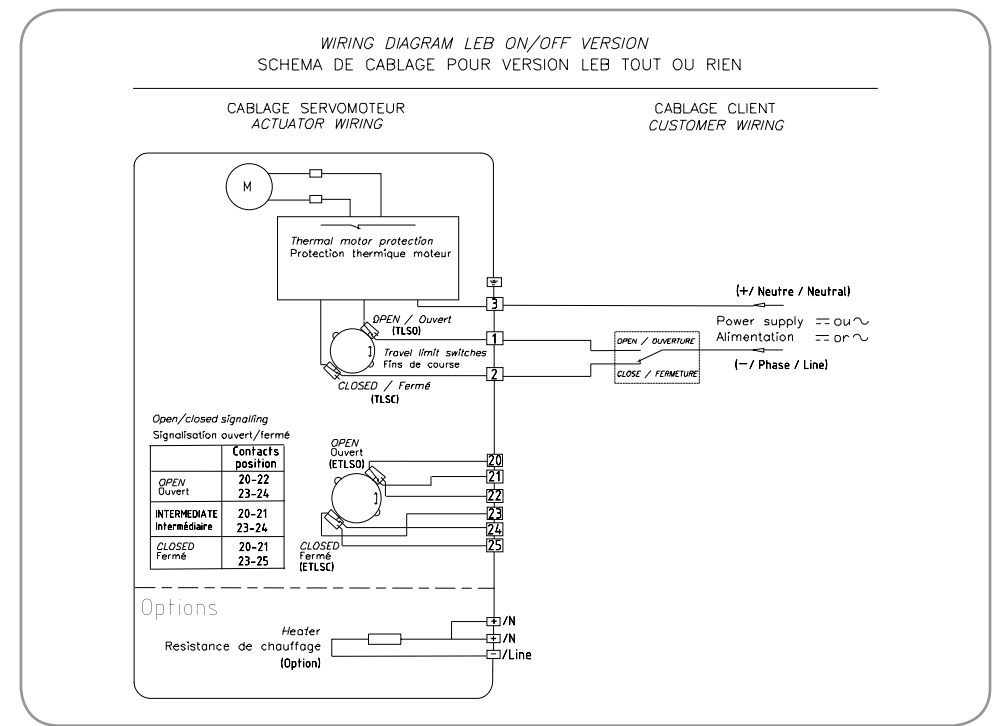 WIRING DIAGRAM LEB ON/OFF VERSION
SCHEMA DE CABLAGE POUR VERSION LEB TOUT OU RIEN
CABLAGE SERVOMOTEUR
ACTUATOR WIRING
CABLAGE CLIENT
CUSTOMER WIRING
M
Thermal motor protection
Protection thermique moteur
3
(+/ Neutre / Neutral)
OPEN / Ouvert
(TLSO)
1
Power supply ⎓ ou ∿
Alimentation ⎓ or ∿
OPEN / OUVERTURE
Travel limit switches
Fins de course
(−/ Phase / Line)
2
CLOSE / FERMETURE
CLOSED / Fermé
(TLSC)
Open/closed signalling
Signalisation ouvert/fermé
Contacts
position
OPEN
Ouvert
20-22
23-24
INTERMEDIATE
Intermédiaire
20-21
23-24
CLOSED
Fermé
20-21
23-25
OPEN
Ouvert
(ETLSO)
20
21
22
23
24
25
CLOSED
Fermé
(ETLSC)
Options
Heater
Resistance de chauffage
(Option)
+ /N
+ /N
− /Line